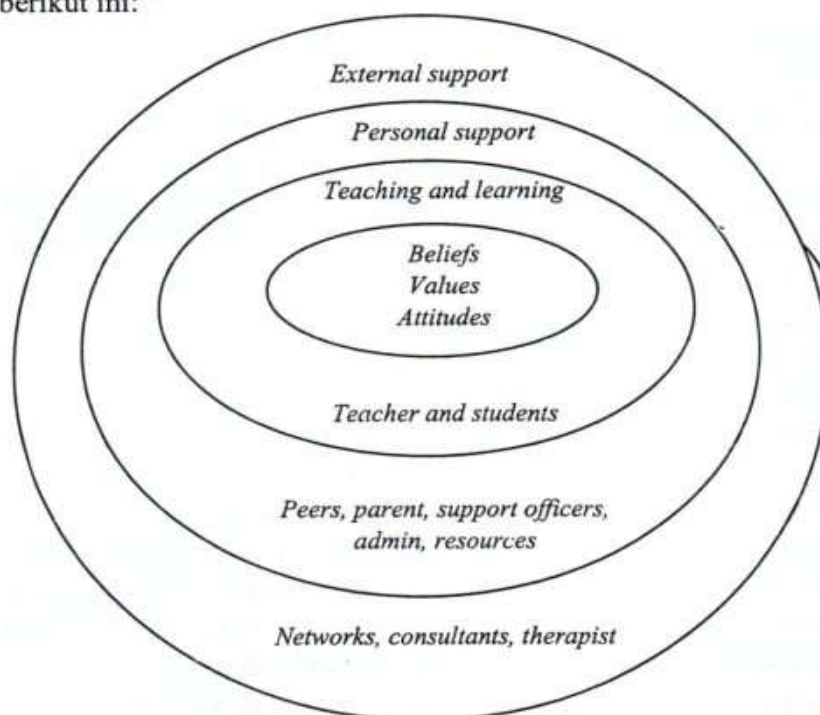 berikut ini:
External support
Personal support
Teaching and learning
Beliefs
Values
Attitudes
Teacher and students
Peers, parent, support officers,
admin, resources
Networks, consultants, therapist